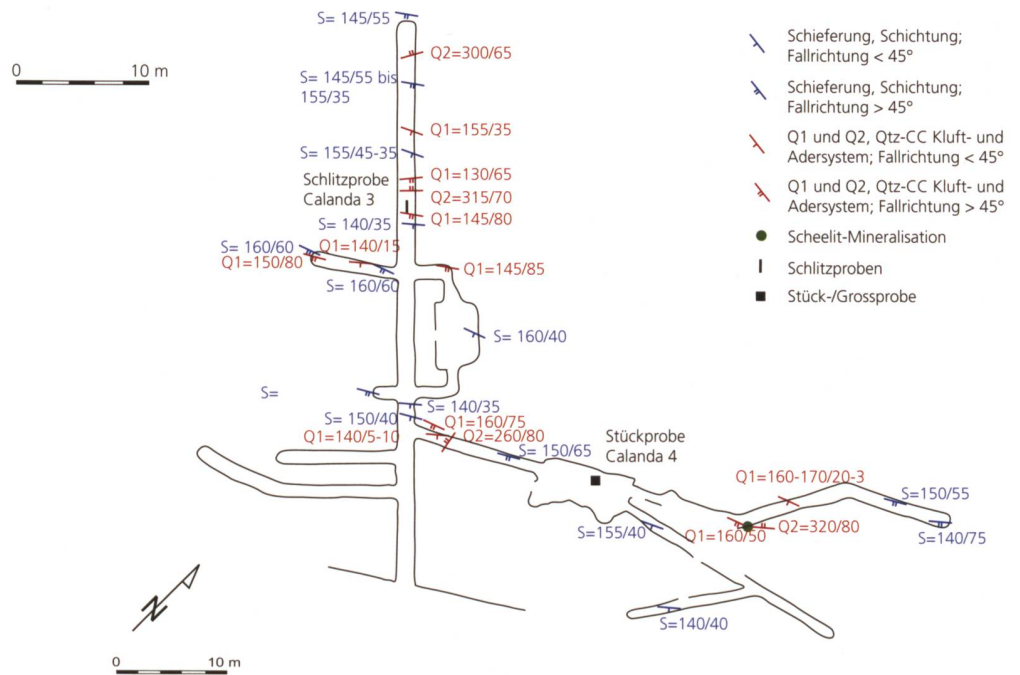 S= 145/55
Q2=300/65
0 10 m
S= 145/55 bis
155/35
Q1=155/35
S= 155/45-35
Q1=130/65
Schlitzprobe
Calanda 3
Q2=315/70
Q1=145/80
S= 140/35
S= 160/60
Q1=140/15
Q1=150/80
Q1=145/85
S= 160/60
S= 160/40
S=
S= 140/35
S= 150/40
Q1=160/75
Q1=140/5-10
Q2=260/80
S= 150/65
Stückprobe
Calanda 4
Q1=160-170/20-3
S=150/55
S=155/40
Q1=160/50
Q2=320/80
S=140/75
S=140/40
N
0 10 m
Schieferung, Schichtung;
Fallrichtung < 45°
Schieferung, Schichtung;
Fallrichtung > 45°
Q1 und Q2, Qtz-CC Kluft- und
Adersystem; Fallrichtung < 45°
Q1 und Q2, Qtz-CC Kluft- und
Adersystem; Fallrichtung > 45°
Scheelit-Mineralisation
Schlitzproben
Stück-/Grossprobe